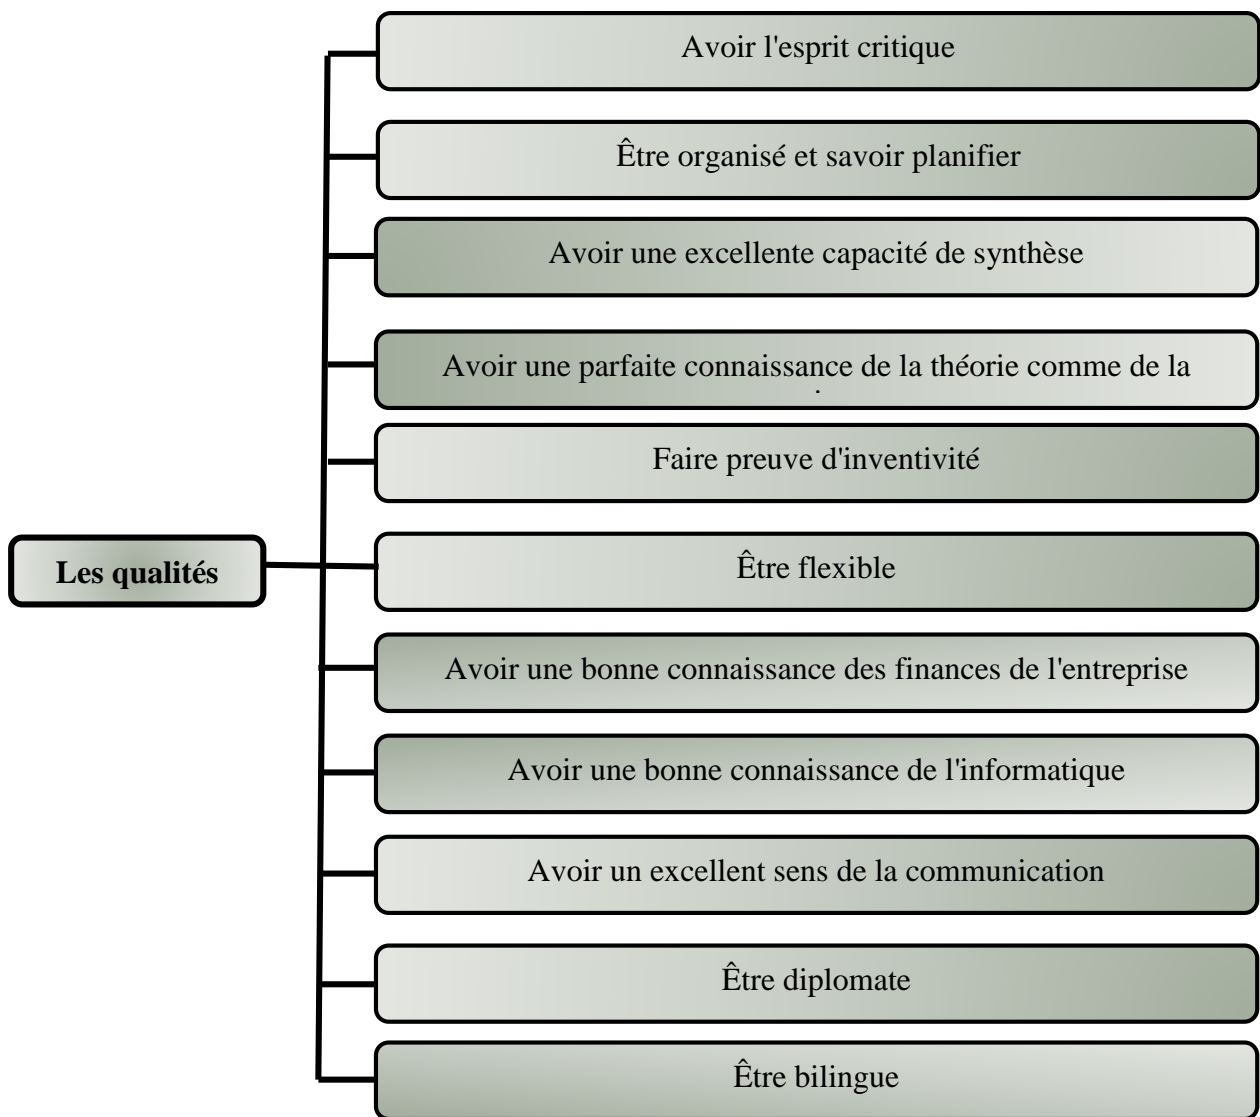 Avoir l'esprit critique
Être organisé et savoir planifier
Avoir une excellente capacité de synthèse
Avoir une parfaite connaissance de la théorie comme de la
Faire preuve d'inventivité
Les qualités
Être flexible
Avoir une bonne connaissance des finances de l'entreprise
Avoir une bonne connaissance de l'informatique
Avoir un excellent sens de la communication
Être diplomate
Être bilingue